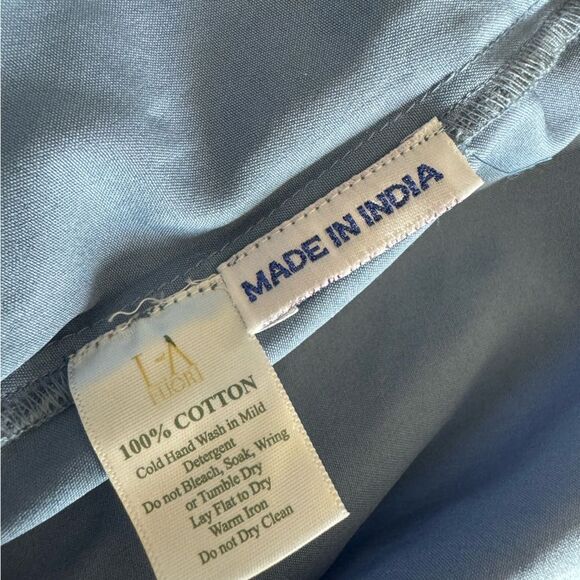 MADE IN INDIA
100% COTTON
Cold Hand Wash in Mild
Detergent
Do not Bleach, Soak, Wring
or Tumble Dry
Lay Flat to Dry
Warm Iron
Do not Dry Clean